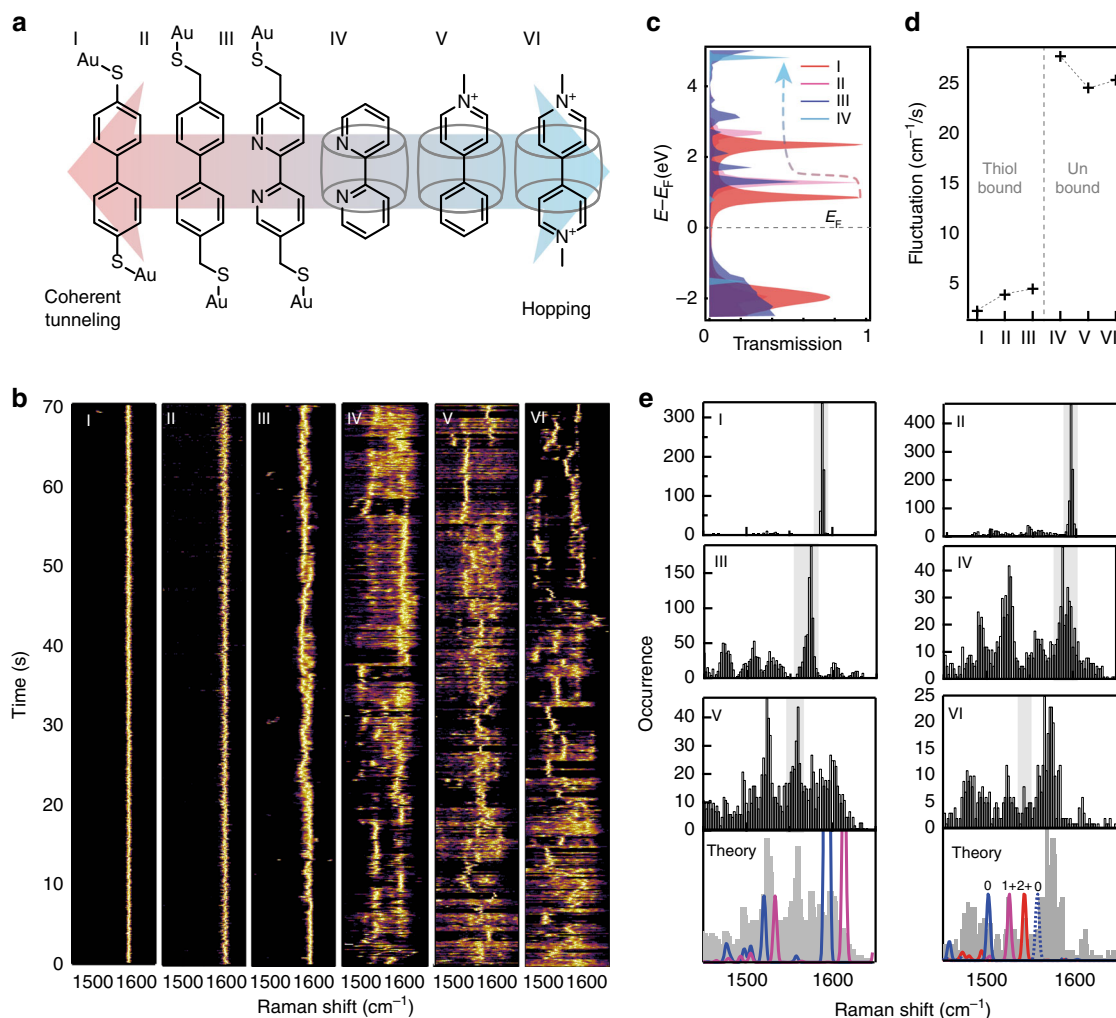 a
I
II
III
IV
V
VI
Au
Au
Au
S
S
S
N
N
N
N
N+
N+
N+
S
Au
S
Au
S
Au
Coherent
tunneling
Hopping
b
I
II
III
IV
V
VI
70
60
50
40
30
20
10
0
Time (s)
1500 1600 1500 1600 1500 1600 1500 1600 1500 1600 1500 1600
Raman shift (cm⁻¹)
c
I
II
III
IV
4
2
0
−2
E–E_F (eV)
E_F
0
1
Transmission
d
25
20
15
10
5
Fluctuation (cm⁻¹/s)
Thiol
bound
Un
bound
I II III IV V VI
e
I
300
200
100
0
II
400
300
200
100
0
III
150
100
50
0
IV
40
30
20
10
0
V
40
30
20
10
0
VI
25
20
15
10
5
0
Occurrence
Theory
Theory
0 1+2+ 0
1500 1600
1500 1600
Raman shift (cm⁻¹)